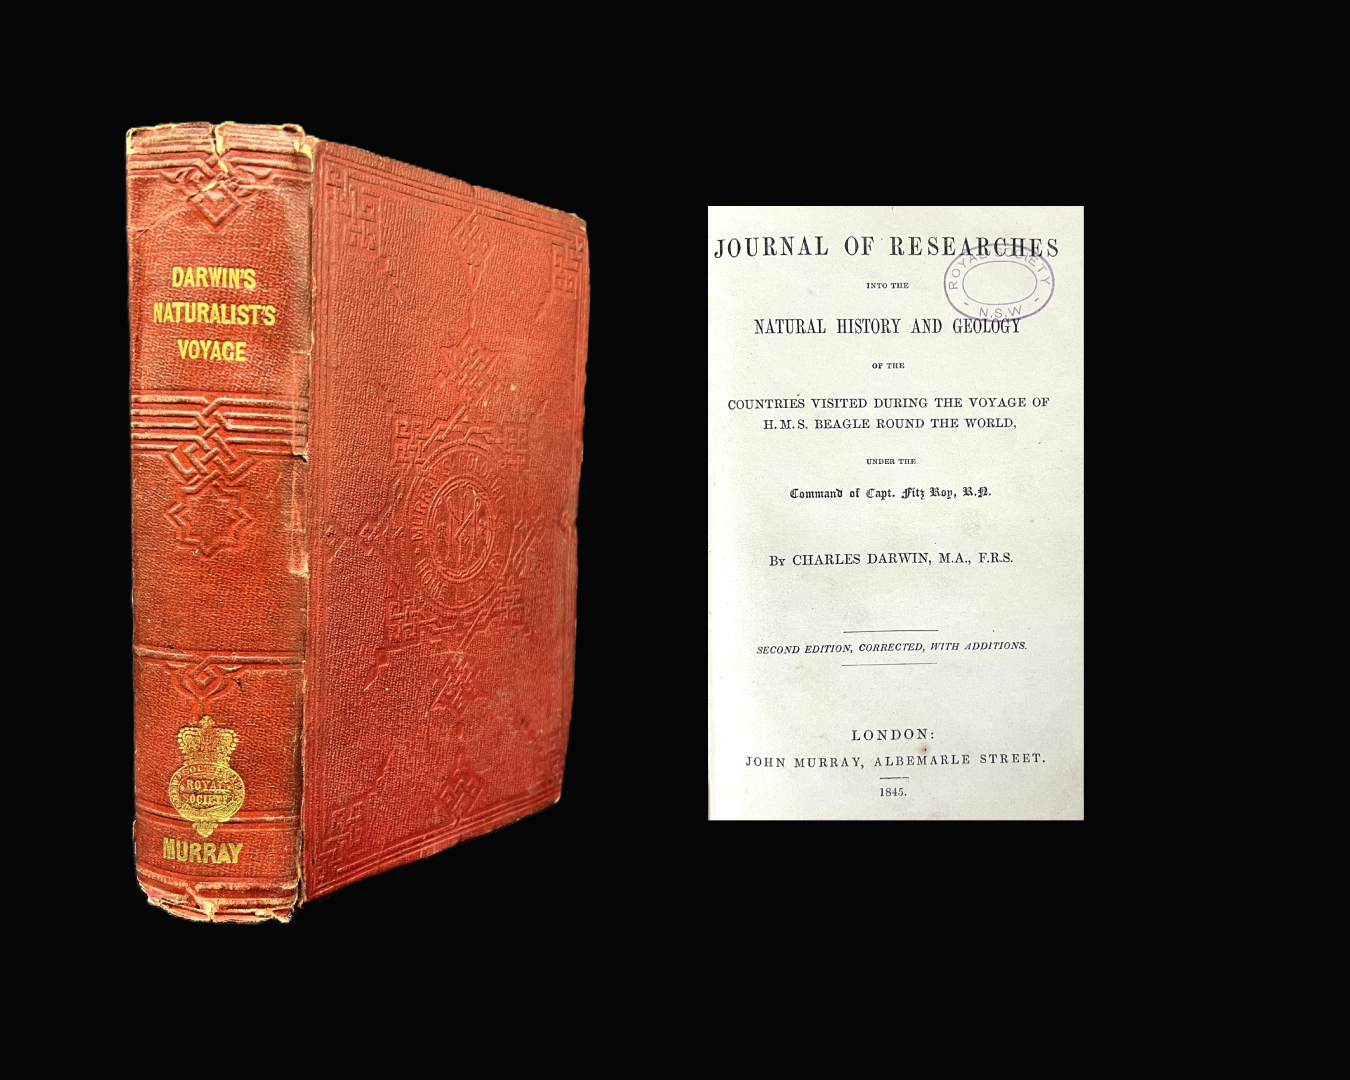 DARWIN'S
NATURALIST'S
VOYAGE
ROYAL
SOCIETY
MURRAY
JOURNAL OF RESEARCHES
ROYAL SOCIETY
N.S.W
INTO THE
NATURAL HISTORY AND GEOLOGY
OF THE
COUNTRIES VISITED DURING THE VOYAGE OF
H.M.S. BEAGLE ROUND THE WORLD,
UNDER THE
Command of Capt. Fitz Roy, R.N.
By CHARLES DARWIN, M.A., F.R.S.
SECOND EDITION, CORRECTED, WITH ADDITIONS.
LONDON:
JOHN MURRAY, ALBEMARLE STREET.
1845.